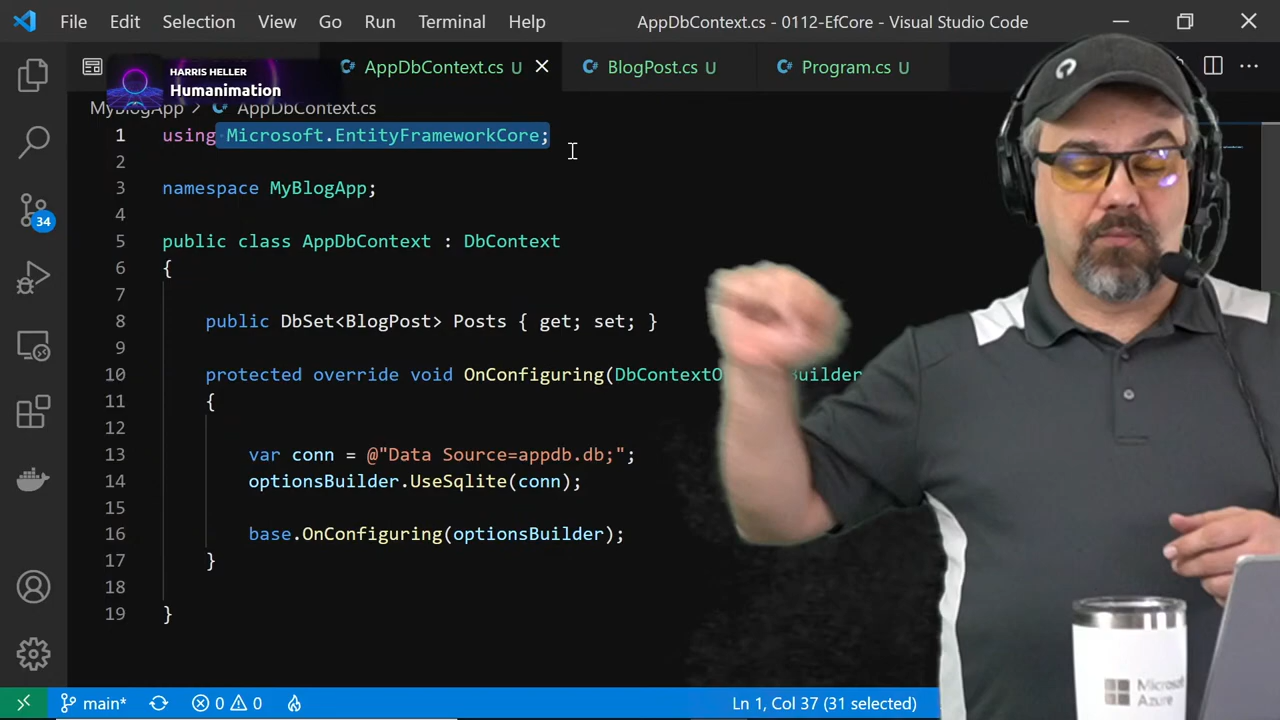 File Edit Selection View Go Run Terminal Help AppDbContext.cs - 0112-EfCore - Visual Studio Code
HARRIS HELLER
Humanimation
AppDbContext.cs U
BlogPost.cs U
Program.cs U
MyBlogApp > AppDbContext.cs
1 using Microsoft.EntityFrameworkCore;
2
3 namespace MyBlogApp;
4
5 public class AppDbContext : DbContext
6 {
7
8 public DbSet<BlogPost> Posts { get; set; }
9
10 protected override void OnConfiguring(DbContextO Builder
11 {
12
13 var conn = @"Data Source=appdb.db;";
14 optionsBuilder.UseSqlite(conn);
15
16 base.OnConfiguring(optionsBuilder);
17 }
18
19 }
34
main* 0 0 Ln 1, Col 37 (31 selected)
Microsoft
Azure